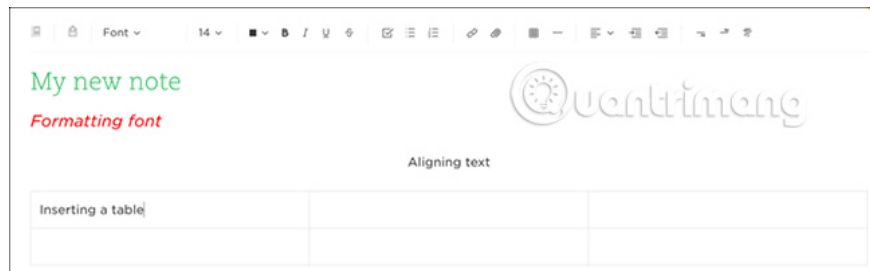 Font 14 B I U
My new note
Quantrimang
Formatting font
Aligning text
Inserting a table